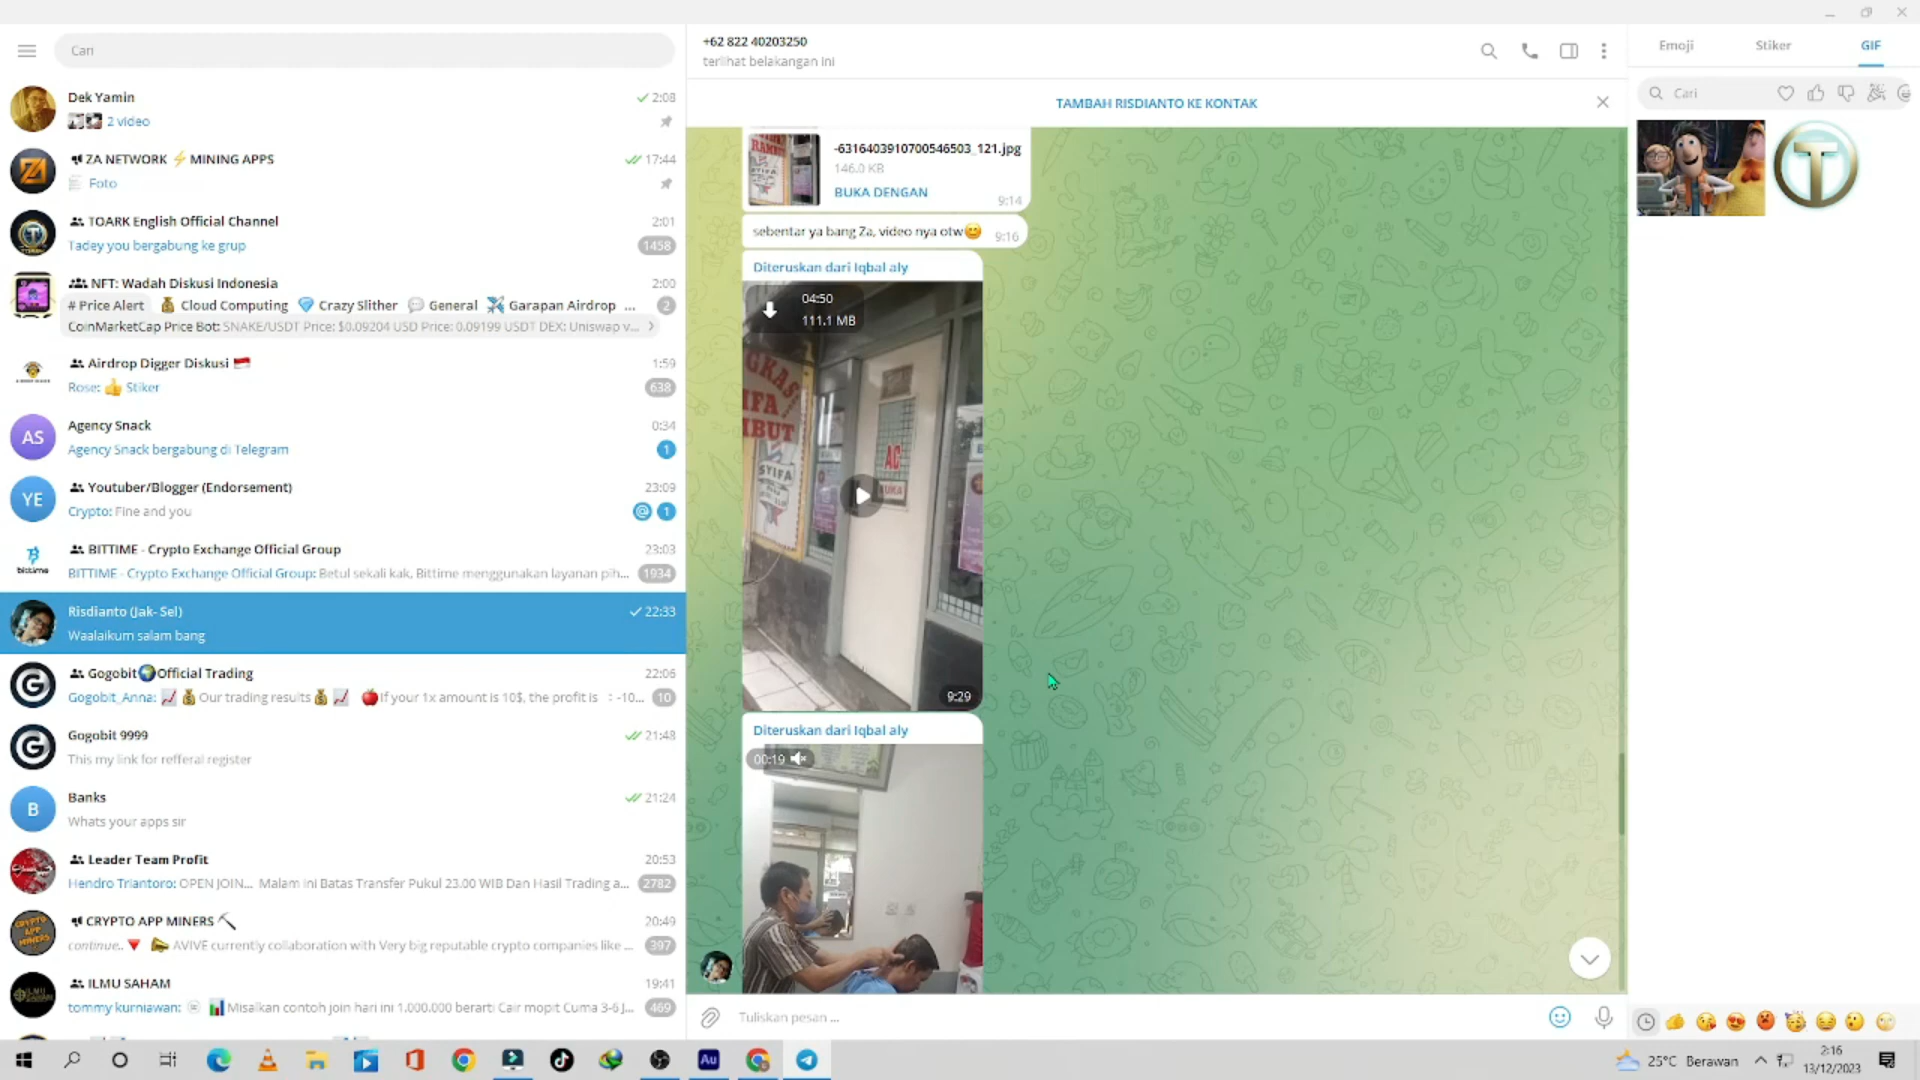 Cari
Dek Yamin
2:08
2 video
ZA NETWORK ⚡ MINING APPS
17:44
Foto
TOARK English Official Channel
2:01
Tadey you bergabung ke grup
1458
NFT: Wadah Diskusi Indonesia
2:00
# Price Alert 💰 Cloud Computing 💎 Crazy Slither 💬 General Garapan Airdrop ...
2
CoinMarketCap Price Bot: SNAKE/USDT Price: $0.09204 USD Price: 0.09199 USDT DEX: Uniswap v...
Airdrop Digger Diskusi 🇮🇩
1:59
Rose: 👍 Stiker
638
AS
Agency Snack
0:34
Agency Snack bergabung di Telegram
1
YE
Youtuber/Blogger (Endorsement)
23:09
Crypto: Fine and you
@ 1
bittime
BITTIME - Crypto Exchange Official Group
23:03
BITTIME - Crypto Exchange Official Group: Betul sekali kak, Bittime menggunakan layanan pih...
1934
Risdianto (Jak- Sel)
22:33
Waalaikum salam bang
Gogobit🌍Official Trading
22:06
Gogobit_Anna: 📈 💰 Our trading results 💰 📈 🍎If your 1x amount is 10$, the profit is : -10...
10
Gogobit 9999
21:48
This my link for refferal register
B
Banks
21:24
Whats your apps sir
Leader Team Profit
20:53
Hendro Triantoro: OPEN JOIN... Malam ini Batas Transfer Pukul 23.00 WIB Dan Hasil Trading a...
2782
CRYPTO APP MINERS ⛏
20:49
continue.. 🔻 📣 AVIVE currently collaboration with Very big reputable crypto companies like ...
397
ILMU SAHAM
19:41
tommy kurniawan: 📊 Misalkan contoh join hari ini 1.000.000 berarti Cair mopit Cuma 3-6 J...
469
+62 822 40203250
terlihat belakangan ini
TAMBAH RISDIANTO KE KONTAK
-6316403910700546503_121.jpg
146.0 KB
BUKA DENGAN
9:14
sebentar ya bang Za, video nya otw😊
9:16
Diteruskan dari Iqbal aly
04:50
111.1 MB
SYIFA
AC
BUKA
9:29
Diteruskan dari Iqbal aly
00:19
Tuliskan pesan ...
Emoji
Stiker
GIF
Cari
T
Au
25°C Berawan
2:16
13/12/2023